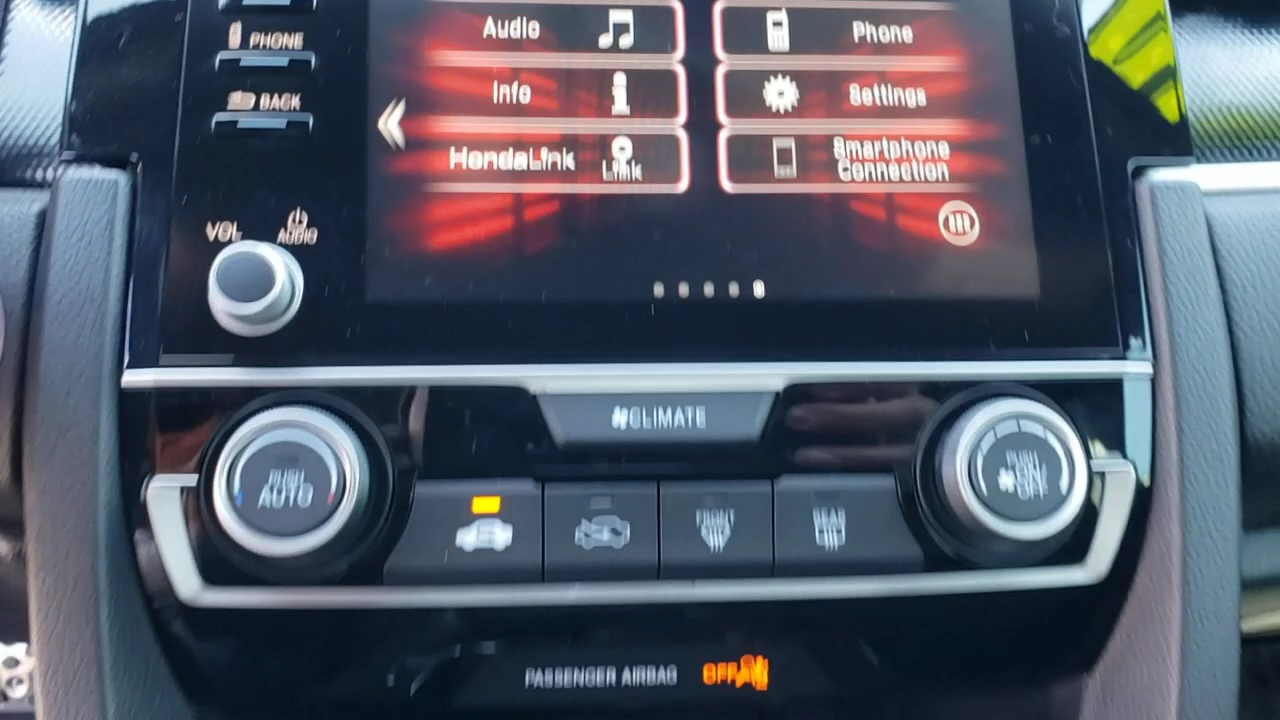 Audio
Phone
PHONE
Info
Settings
BACK
HondaLink
Link
Smartphone
Connection
VOL
AUDIO
CLIMATE
PUSH
AUTO
FRONT
REAR
PUSH
ON/
OFF
PASSENGER AIRBAG OFF